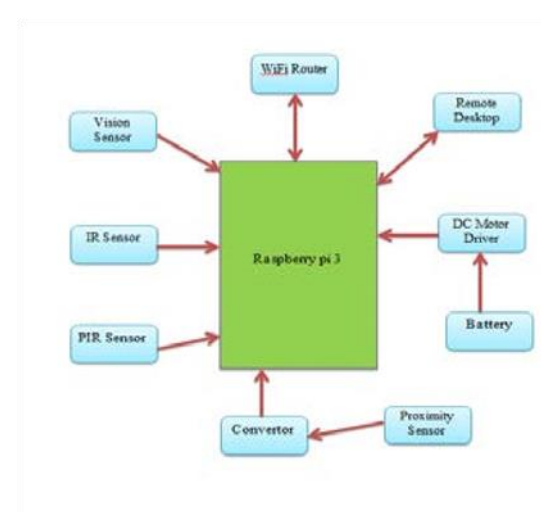 WiFi Router
Vision
Sensor
Remote
Desktop
IR Sensor
DC Motor
Driver
Raspberry pi 3
PIR Sensor
Battery
Convertor
Proximity
Sensor